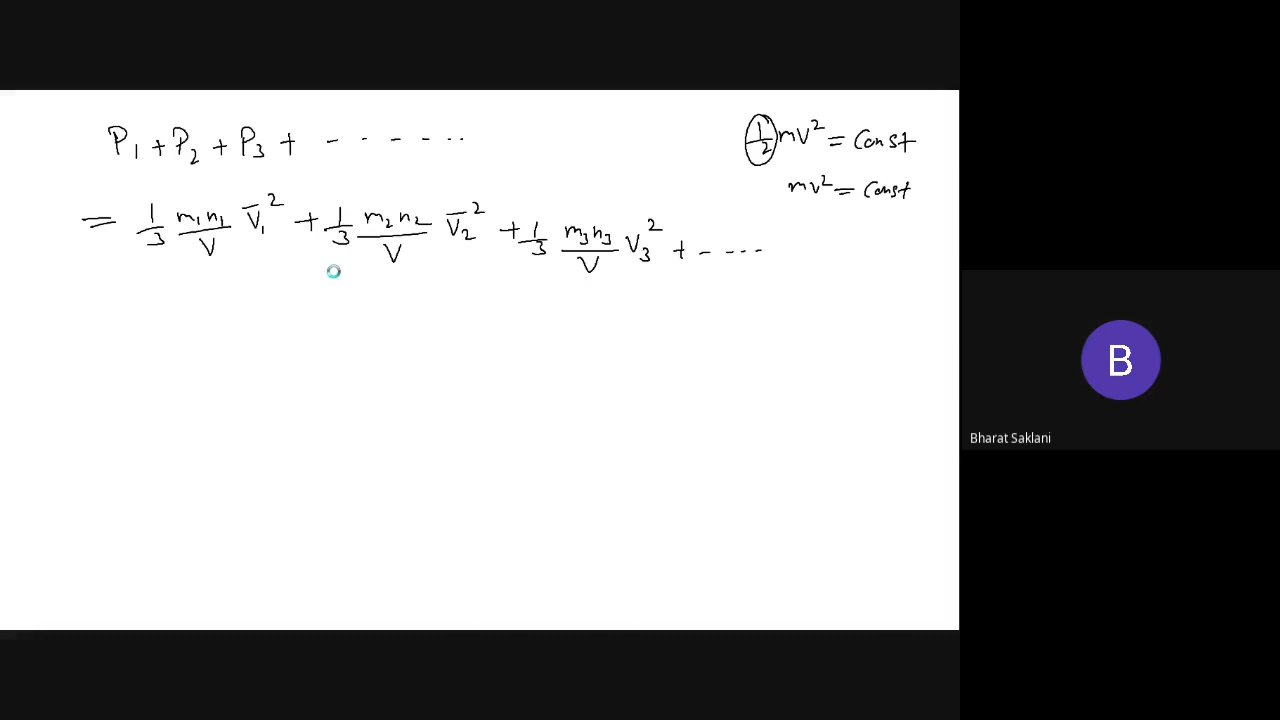 P₁ + P₂ + P₃ + - - - - - -
= 1/3 m₁n₁/V V̅₁² + 1/3 m₂n₂/V V̅₂² + 1/3 m₃n₃/V V₃² + - - - -
1/2 mv² = Const
mv² = Const
B
Bharat Saklani